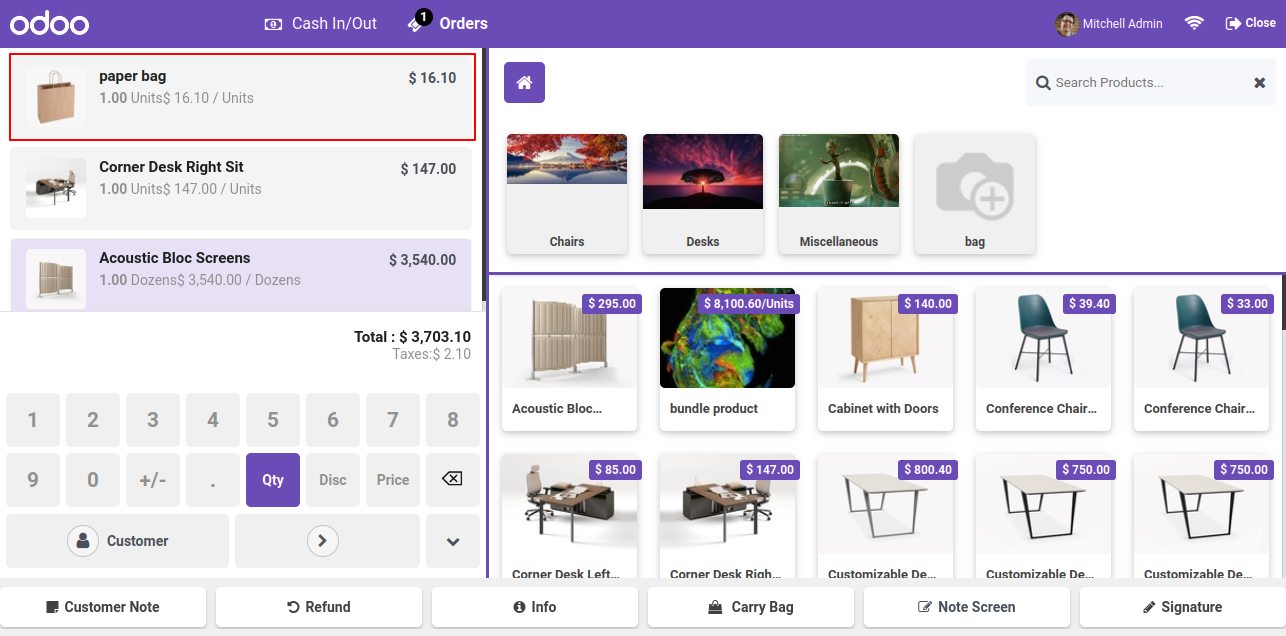 odoo
Cash In/Out
1
Orders
Mitchell Admin
Close
paper bag
$ 16.10
1.00 Units$ 16.10 / Units
Corner Desk Right Sit
$ 147.00
1.00 Units$ 147.00 / Units
Acoustic Bloc Screens
$ 3,540.00
1.00 Dozens$ 3,540.00 / Dozens
Total : $ 3,703.10
Taxes:$ 2.10
1 2 3 4 5 6 7 8
9 0 +/- . Qty Disc Price
Customer
Search Products...
Chairs
Desks
Miscellaneous
bag
$ 295.00
Acoustic Bloc...
$ 8,100.60/Units
bundle product
$ 140.00
Cabinet with Doors
$ 39.40
Conference Chair...
$ 33.00
Conference Chair...
$ 85.00
Corner Desk Left...
$ 147.00
Corner Desk Righ...
$ 800.40
Customizable De...
$ 750.00
Customizable De...
$ 750.00
Customizable De...
Customer Note
Refund
Info
Carry Bag
Note Screen
Signature